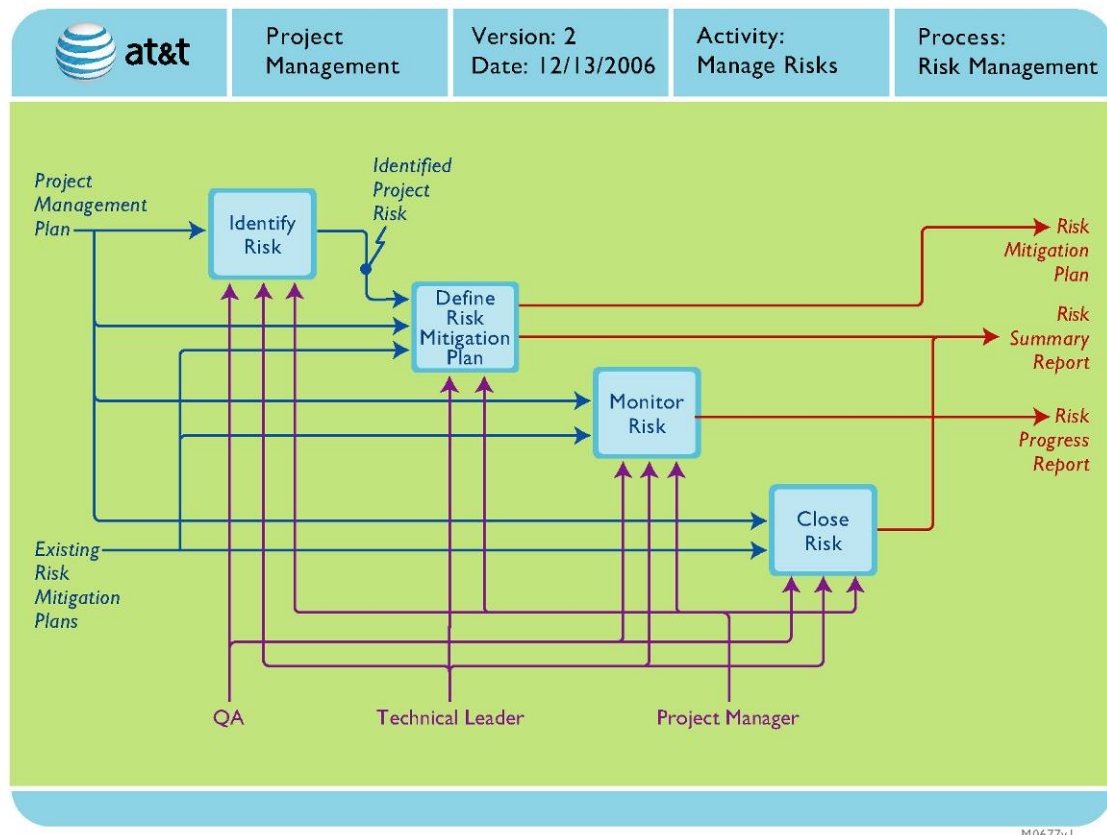 at&t
Project
Management
Version: 2
Date: 12/13/2006
Activity:
Manage Risks
Process:
Risk Management
Project
Management
Plan
Identify
Risk
Identified
Project
Risk
Define
Risk
Mitigation
Plan
Risk
Mitigation
Plan
Risk
Summary
Report
Monitor
Risk
Risk
Progress
Report
Close
Risk
Existing
Risk
Mitigation
Plans
QA
Technical Leader
Project Manager
M0677v1